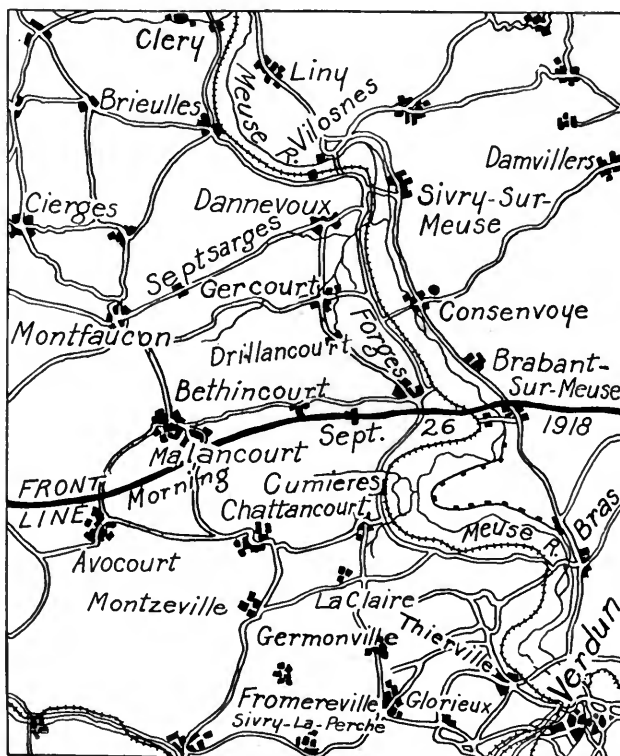 Clery
Liny
Meuse R.
Brieulles
Vilosnes
Damvillers
Sivry-Sur-
Meuse
Cierges
Dannevoux
Septsarges
Gercourt
Consenvoye
Montfaucon
Drillancourt
Forges
Brabant-
Sur-Meuse
Bethincourt
Malancourt
Morning Sept. 26 1918
FRONT
LINE
Cumieres
Chattancourt
Meuse R.
Bras
Avocourt
Montzeville
La Claire
Germonville
Thierville
Verdun
Fromereville
Glorieux
Sivry-La-Perche